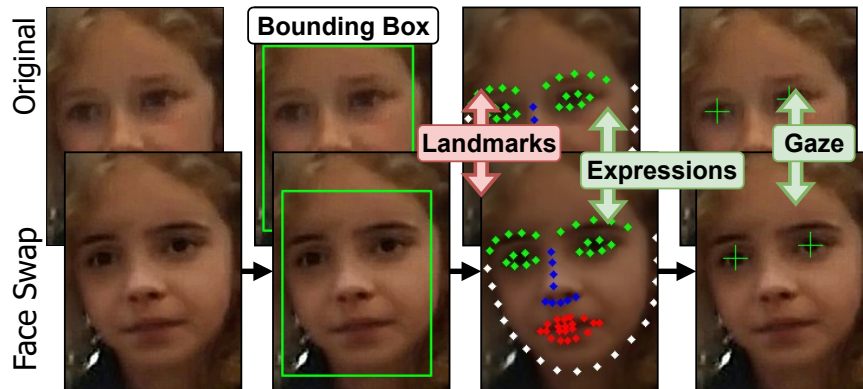 Original
Bounding Box
Landmarks
Expressions
Gaze
Face Swap